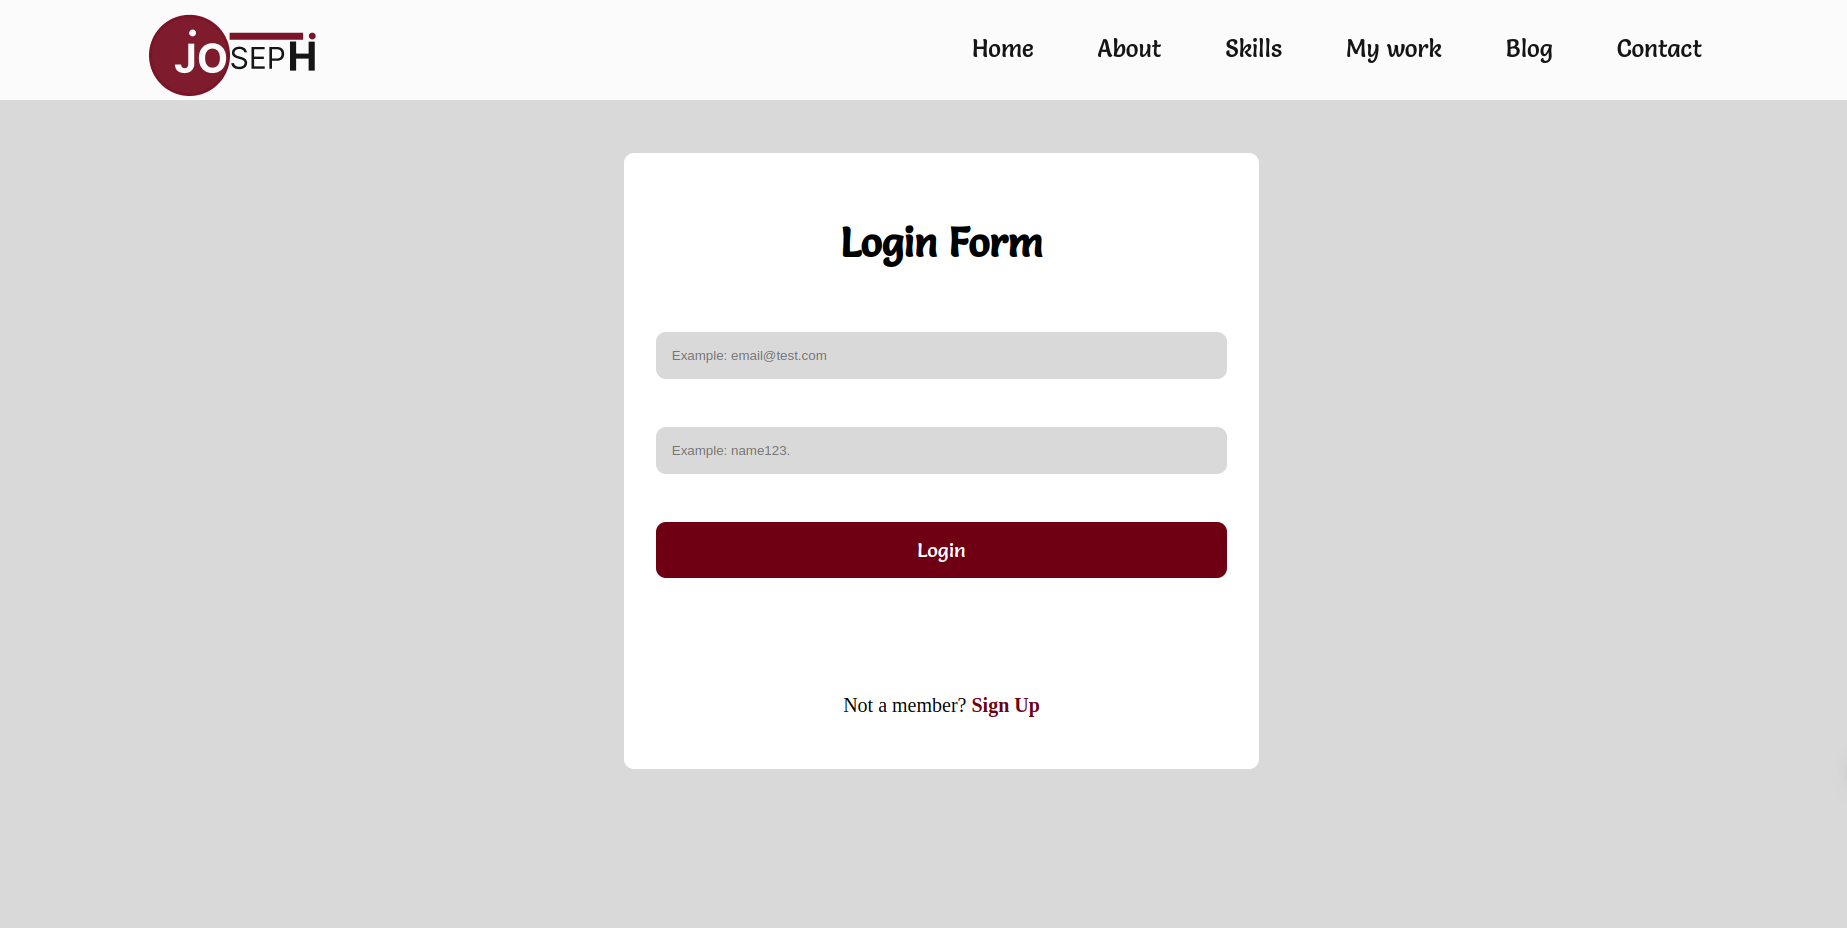 joSEPH
Home About Skills My work Blog Contact
Login Form
Example: email@test.com
Example: name123.
Login
Not a member? Sign Up